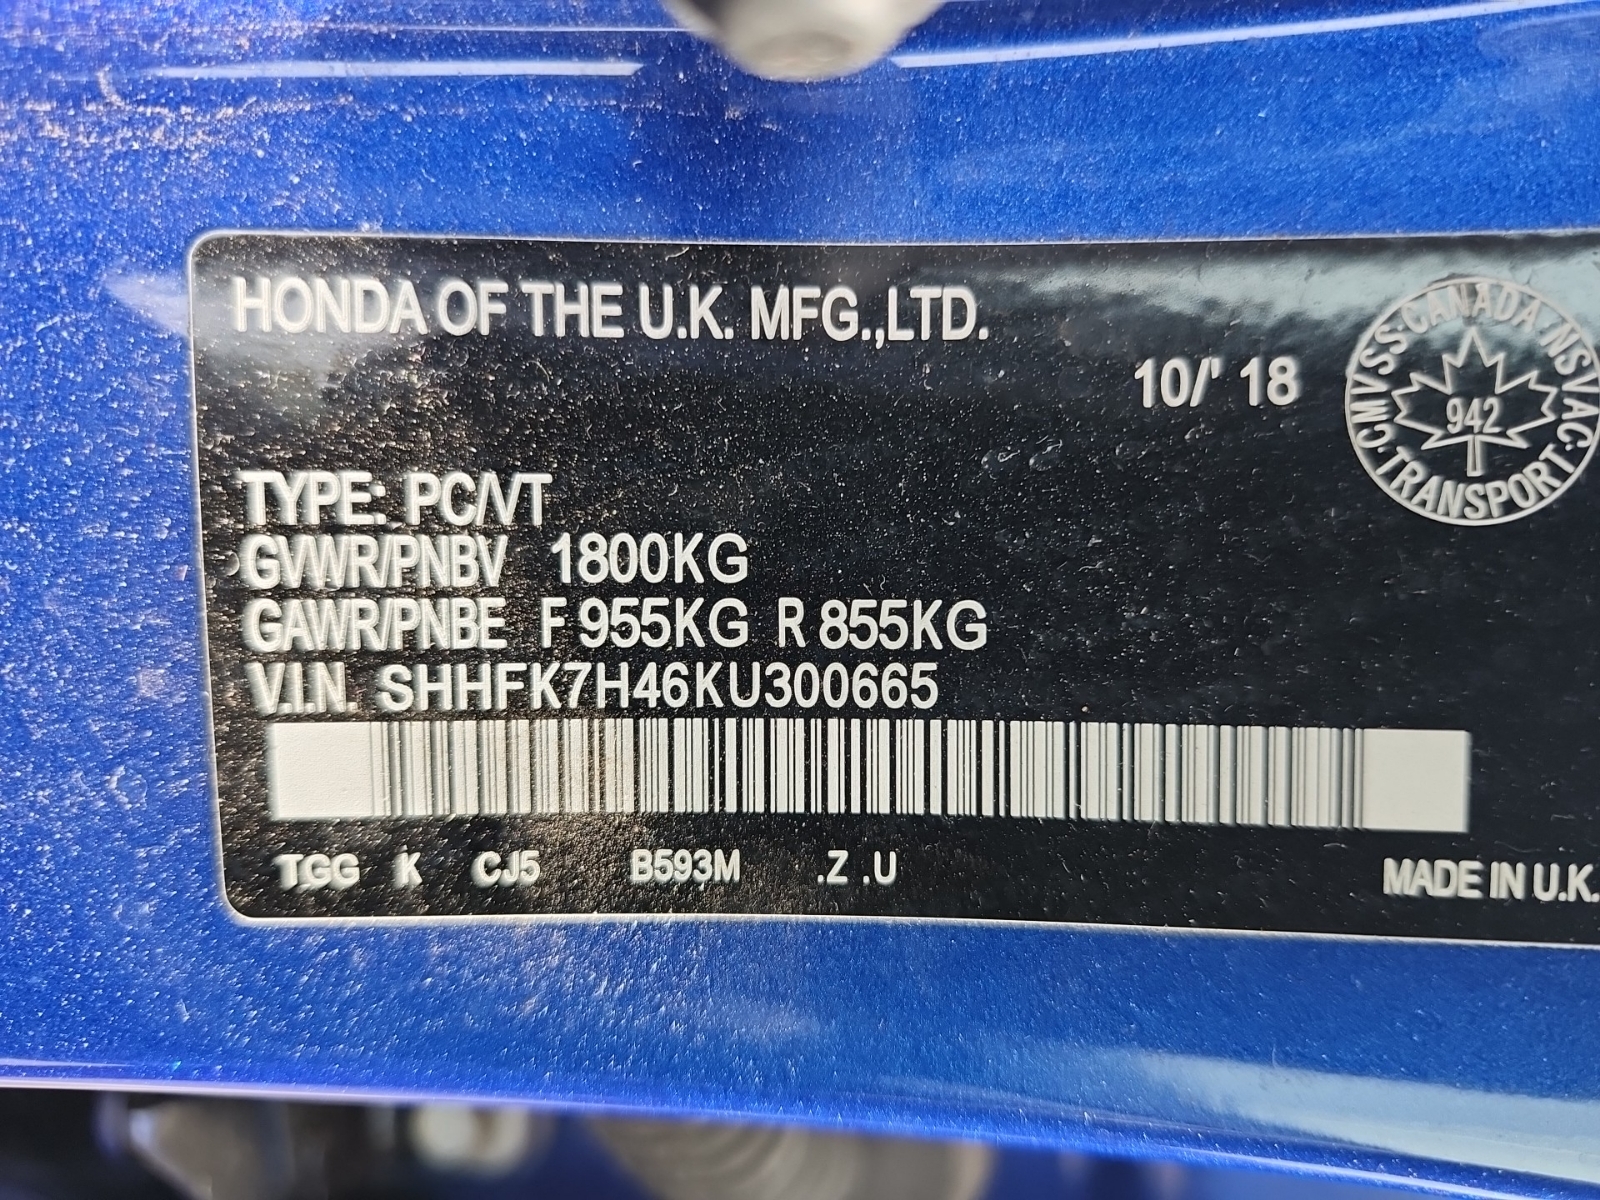 HONDA OF THE U.K. MFG.,LTD.
10/' 18
CMVSS·CANADA NSVAC·TRANSPORT·
942
TYPE: PC/VT
GVWR/PNBV 1800KG
GAWR/PNBE F 955KG R 855KG
V.I.N. SHHFK7H46KU300665
TGG K CJ5 B593M .Z .U
MADE IN U.K.